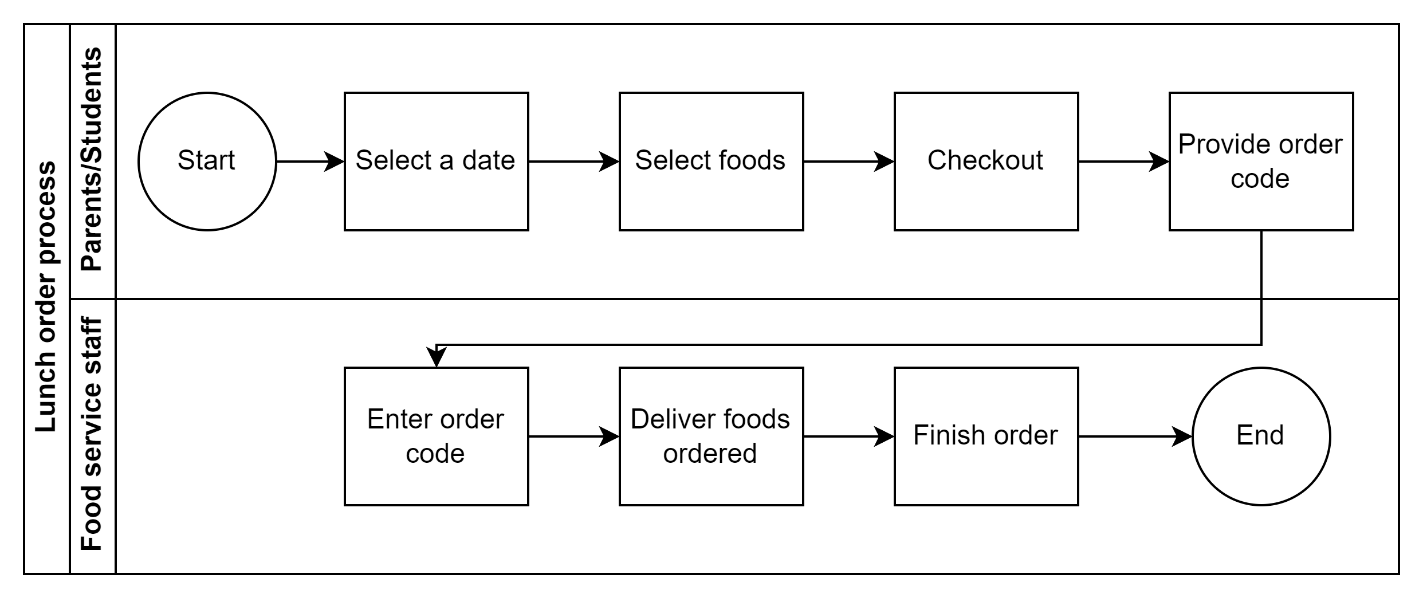 Lunch order process
Parents/Students
Start
Select a date
Select foods
Checkout
Provide order
code
Food service staff
Enter order
code
Deliver foods
ordered
Finish order
End